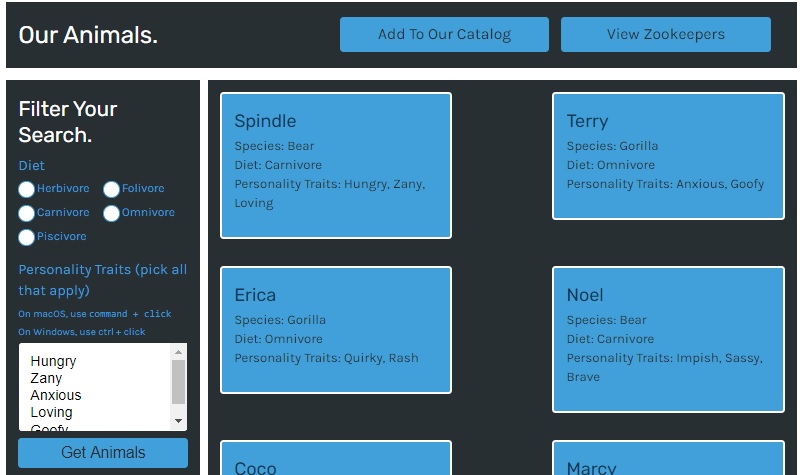 Our Animals.
Add To Our Catalog
View Zookeepers
Filter Your
Search.
Diet
Herbivore
Folivore
Carnivore
Omnivore
Piscivore
Personality Traits (pick all
that apply)
On macOS, use command + click
On Windows, use ctrl + click
Hungry
Zany
Anxious
Loving
Goofy
Get Animals
Spindle
Species: Bear
Diet: Carnivore
Personality Traits: Hungry, Zany,
Loving
Terry
Species: Gorilla
Diet: Omnivore
Personality Traits: Anxious, Goofy
Erica
Species: Gorilla
Diet: Omnivore
Personality Traits: Quirky, Rash
Noel
Species: Bear
Diet: Carnivore
Personality Traits: Impish, Sassy,
Brave
Coco
Marcy